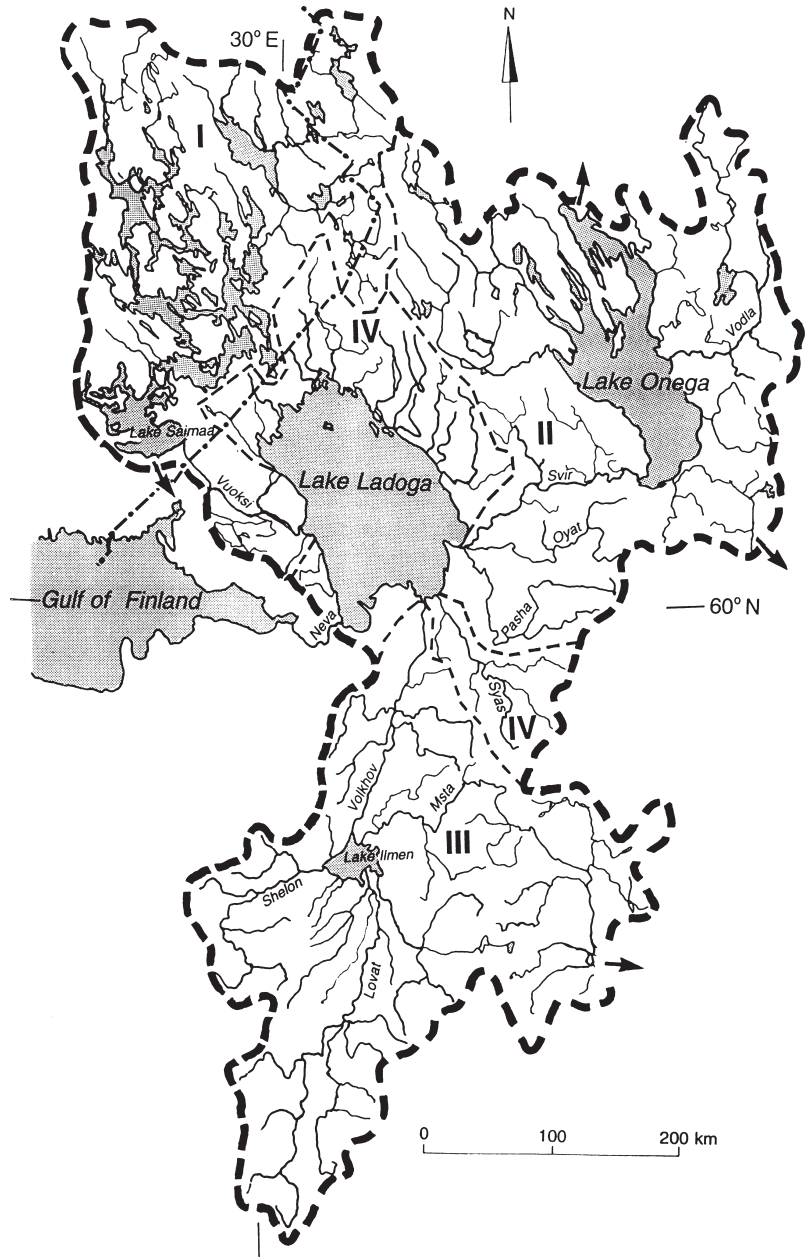 N
30° E
I
IV
Vodla
Lake Onega
II
Lake Saimaa
Lake Ladoga
Svir
Vuoksi
Oyat
Gulf of Finland
60° N
Neva
Pasha
Syas
IV
Volkhov
Msta
III
Lake Ilmen
Shelon
Lovat
0 100 200 km